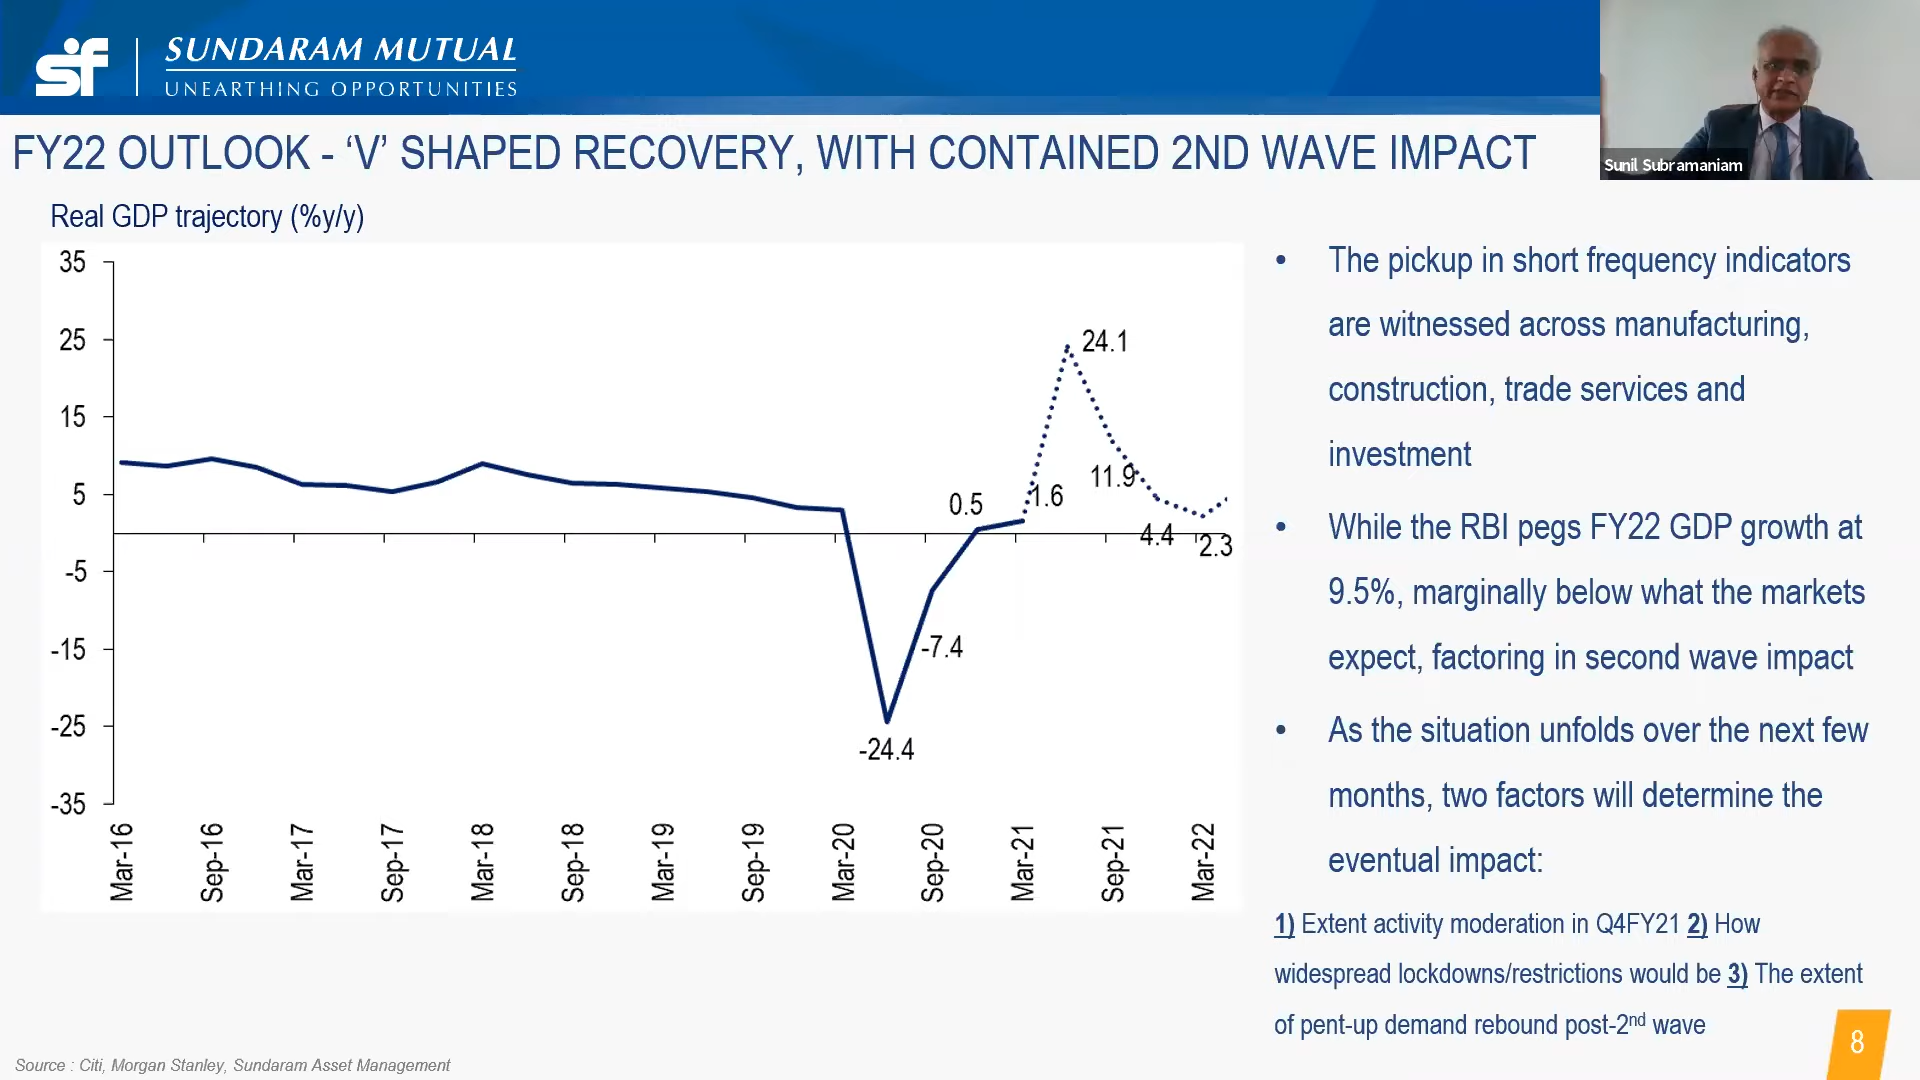 SUNDARAM MUTUAL
UNEARTHING OPPORTUNITIES
Sunil Subramaniam
FY22 OUTLOOK - ‘V’ SHAPED RECOVERY, WITH CONTAINED 2ND WAVE IMPACT
Real GDP trajectory (%y/y)
35
25
15
5
-5
-15
-25
-35
24.1
11.9
0.5
1.6
4.4
2.3
-7.4
-24.4
Mar-16
Sep-16
Mar-17
Sep-17
Mar-18
Sep-18
Mar-19
Sep-19
Mar-20
Sep-20
Mar-21
Sep-21
Mar-22
• The pickup in short frequency indicators
are witnessed across manufacturing,
construction, trade services and
investment
• While the RBI pegs FY22 GDP growth at
9.5%, marginally below what the markets
expect, factoring in second wave impact
• As the situation unfolds over the next few
months, two factors will determine the
eventual impact:
1) Extent activity moderation in Q4FY21 2) How
widespread lockdowns/restrictions would be 3) The extent
of pent-up demand rebound post-2nd wave
Source : Citi, Morgan Stanley, Sundaram Asset Management
8